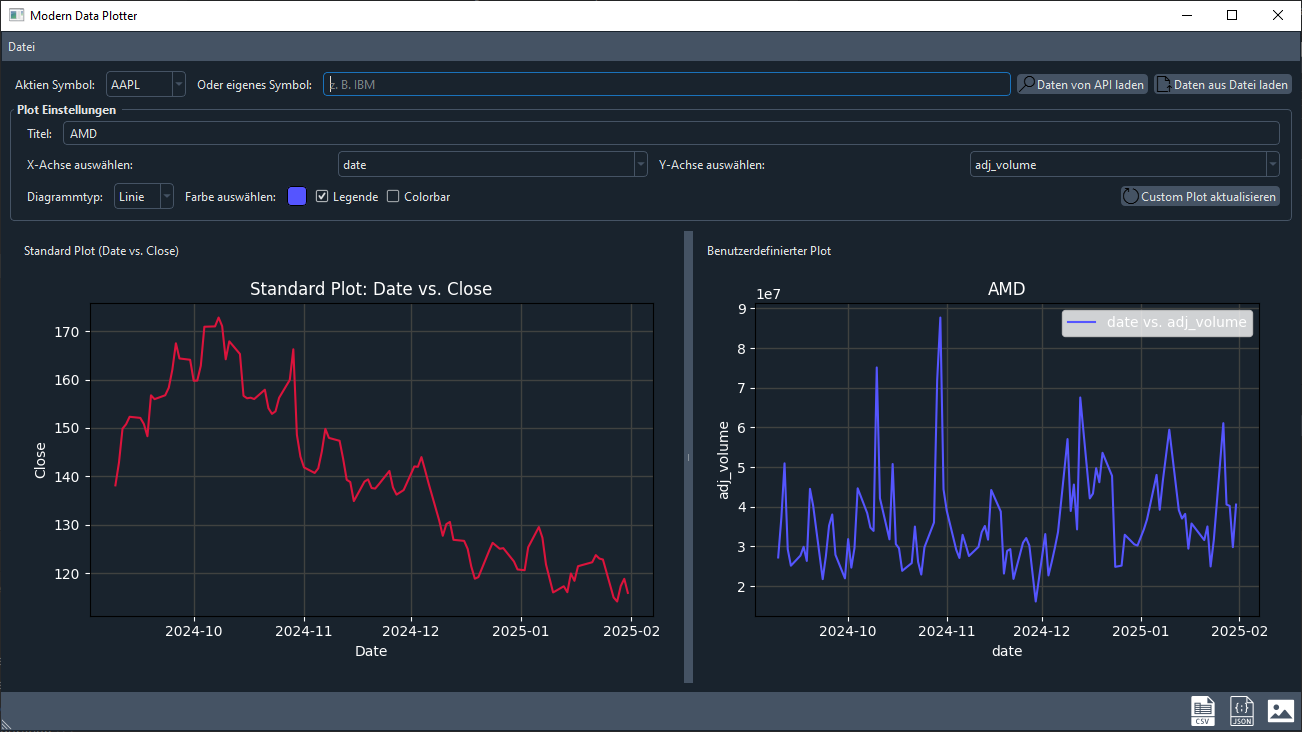 Modern Data Plotter
Datei
Aktien Symbol: AAPL Oder eigenes Symbol: z. B. IBM Daten von API laden Daten aus Datei laden
Plot Einstellungen
Titel: AMD
X-Achse auswählen: date Y-Achse auswählen: adj_volume
Diagrammtyp: Linie Farbe auswählen: Legende Colorbar Custom Plot aktualisieren
Standard Plot (Date vs. Close)
Standard Plot: Date vs. Close
170
160
150
140
130
120
Close
2024-10 2024-11 2024-12 2025-01 2025-02
Date
Benutzerdefinierter Plot
AMD
1e7
date vs. adj_volume
9
8
7
6
5
4
3
2
adj_volume
2024-10 2024-11 2024-12 2025-01 2025-02
date
CSV JSON